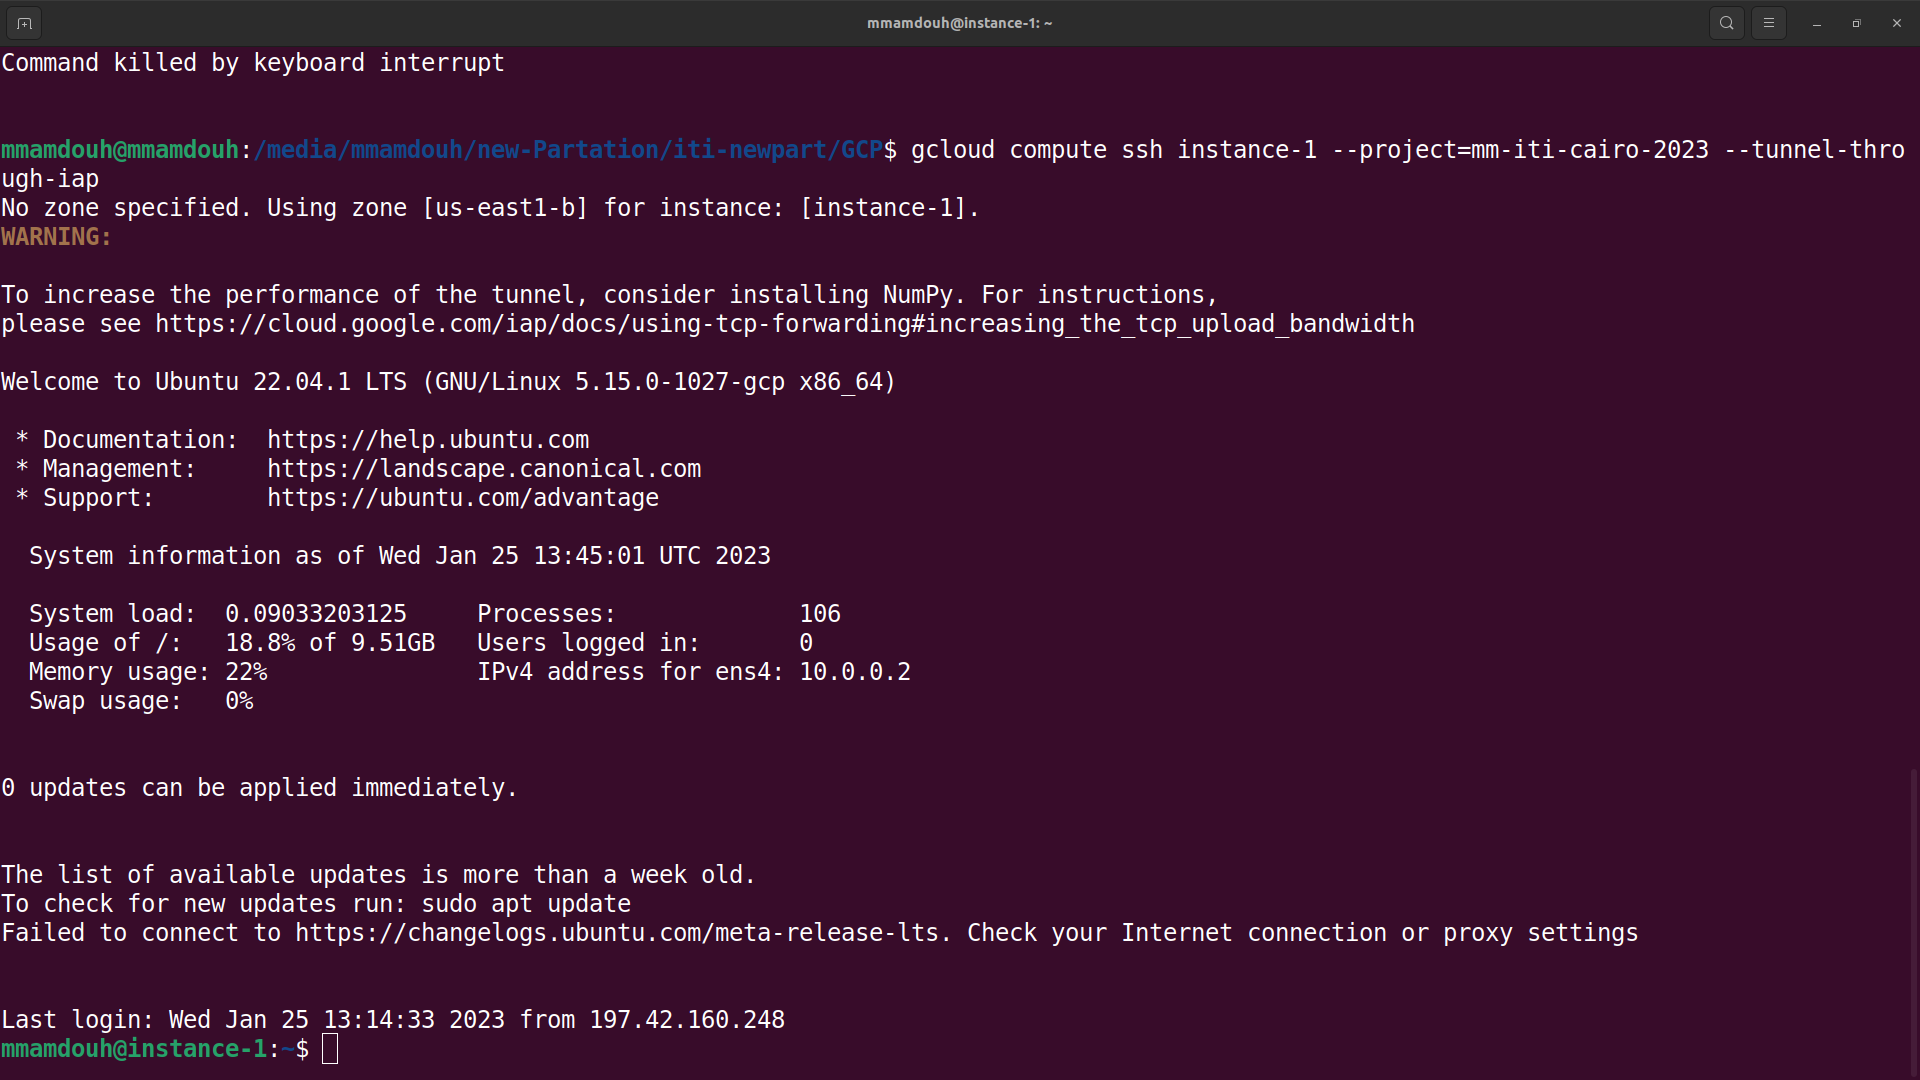 mmamdouh@instance-1: ~
Command killed by keyboard interrupt
mmamdouh@mmamdouh:/media/mmamdouh/new-Partation/iti-newpart/GCP$ gcloud compute ssh instance-1 --project=mm-iti-cairo-2023 --tunnel-thro
ugh-iap
No zone specified. Using zone [us-east1-b] for instance: [instance-1].
WARNING:
To increase the performance of the tunnel, consider installing NumPy. For instructions,
please see https://cloud.google.com/iap/docs/using-tcp-forwarding#increasing_the_tcp_upload_bandwidth
Welcome to Ubuntu 22.04.1 LTS (GNU/Linux 5.15.0-1027-gcp x86_64)
* Documentation:  https://help.ubuntu.com
* Management:     https://landscape.canonical.com
* Support:        https://ubuntu.com/advantage
System information as of Wed Jan 25 13:45:01 UTC 2023
System load:  0.09033203125     Processes:             106
Usage of /:   18.8% of 9.51GB   Users logged in:       0
Memory usage: 22%               IPv4 address for ens4: 10.0.0.2
Swap usage:   0%
0 updates can be applied immediately.
The list of available updates is more than a week old.
To check for new updates run: sudo apt update
Failed to connect to https://changelogs.ubuntu.com/meta-release-lts. Check your Internet connection or proxy settings
Last login: Wed Jan 25 13:14:33 2023 from 197.42.160.248
mmamdouh@instance-1:~$